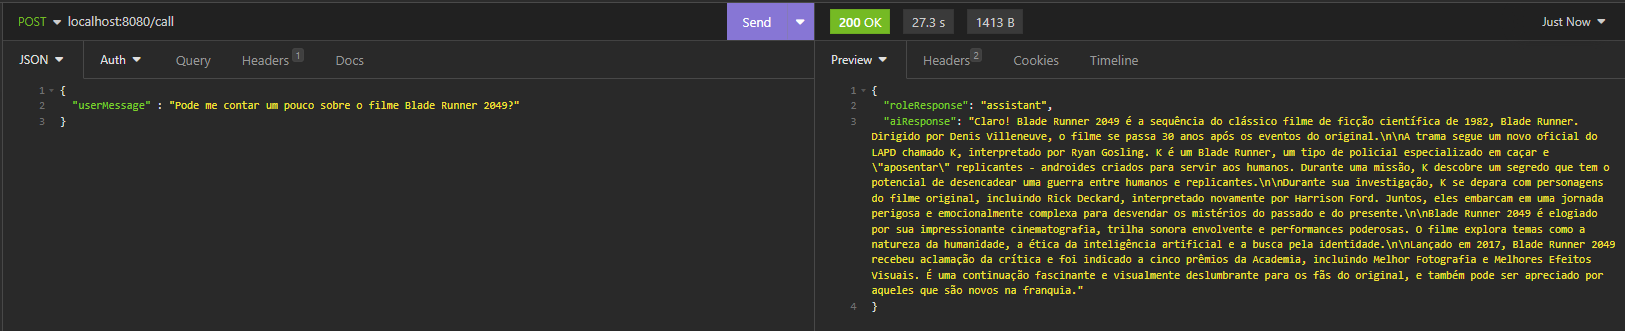 POST localhost:8080/call Send
JSON Auth Query Headers 1 Docs
1 {
2 "userMessage" : "Pode me contar um pouco sobre o filme Blade Runner 2049?"
3 }
200 OK 27.3 s 1413 B Just Now
Preview Headers 2 Cookies Timeline
1 {
2 "roleResponse": "assistant",
3 "aiResponse": "Claro! Blade Runner 2049 é a sequência do clássico filme de ficção científica de 1982, Blade Runner.
Dirigido por Denis Villeneuve, o filme se passa 30 anos após os eventos do original.\n\nA trama segue um novo oficial do
LAPD chamado K, interpretado por Ryan Gosling. K é um Blade Runner, um tipo de policial especializado em caçar e
\"aposentar\" replicantes - androides criados para servir aos humanos. Durante uma missão, K descobre um segredo que tem o
potencial de desencadear uma guerra entre humanos e replicantes.\n\nDurante sua investigação, K se depara com personagens
do filme original, incluindo Rick Deckard, interpretado novamente por Harrison Ford. Juntos, eles embarcam em uma jornada
perigosa e emocionalmente complexa para desvendar os mistérios do passado e do presente.\n\nBlade Runner 2049 é elogiado
por sua impressionante cinematografia, trilha sonora envolvente e performances poderosas. O filme explora temas como a
natureza da humanidade, a ética da inteligência artificial e a busca pela identidade.\n\nLançado em 2017, Blade Runner 2049
recebeu aclamação da crítica e foi indicado a cinco prêmios da Academia, incluindo Melhor Fotografia e Melhores Efeitos
Visuais. É uma continuação fascinante e visualmente deslumbrante para os fãs do original, e também pode ser apreciado por
aqueles que são novos na franquia."
4 }